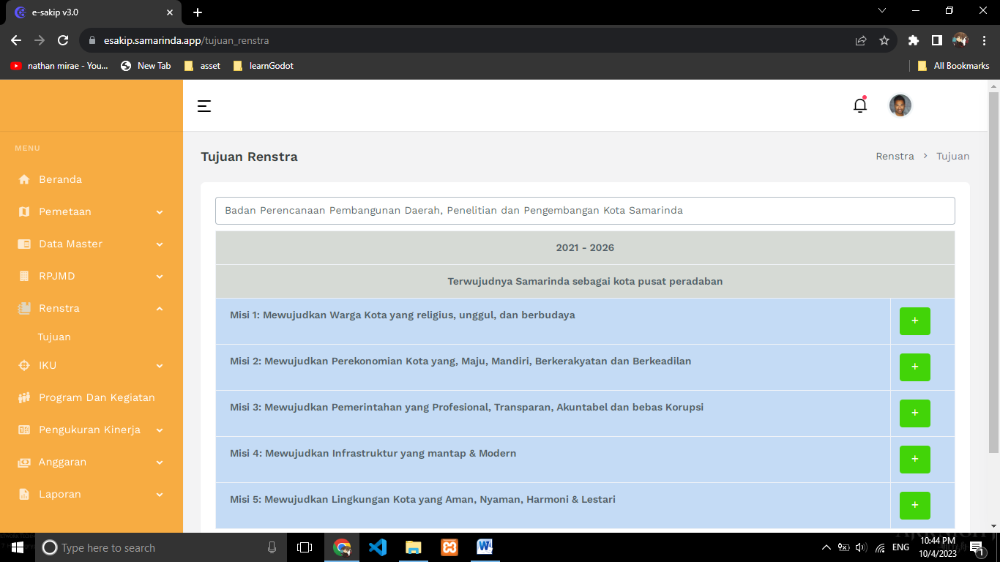 e-sakip v3.0
esakip.samarinda.app/tujuan_renstra
nathan mirae - You...
New Tab
asset
learnGodot
All Bookmarks
MENU
Beranda
Pemetaan
Data Master
RPJMD
Renstra
Tujuan
IKU
Program Dan Kegiatan
Pengukuran Kinerja
Anggaran
Laporan
Tujuan Renstra
Renstra > Tujuan
Badan Perencanaan Pembangunan Daerah, Penelitian dan Pengembangan Kota Samarinda
2021 - 2026
Terwujudnya Samarinda sebagai kota pusat peradaban
Misi 1: Mewujudkan Warga Kota yang religius, unggul, dan berbudaya
+
Misi 2: Mewujudkan Perekonomian Kota yang, Maju, Mandiri, Berkerakyatan dan Berkeadilan
+
Misi 3: Mewujudkan Pemerintahan yang Profesional, Transparan, Akuntabel dan bebas Korupsi
+
Misi 4: Mewujudkan Infrastruktur yang mantap & Modern
+
Misi 5: Mewujudkan Lingkungan Kota yang Aman, Nyaman, Harmoni & Lestari
+
Type here to search
ENG
10:44 PM
10/4/2023
1